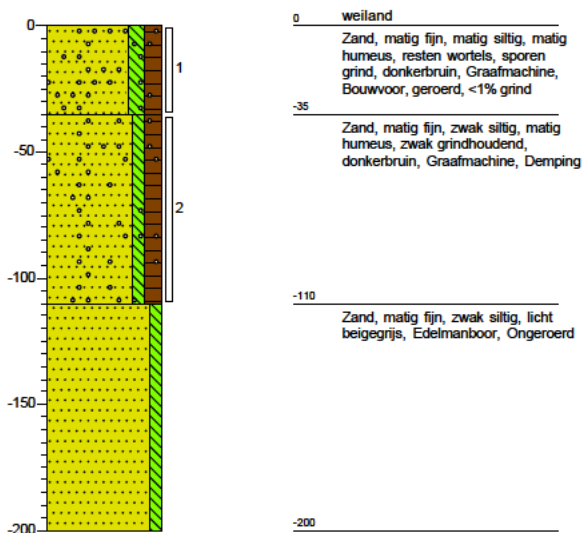 0
-50
-100
-150
-200
1
2
0 weiland
Zand, matig fijn, matig siltig, matig
humeus, resten wortels, sporen
grind, donkerbruin, Graafmachine,
Bouwvoor, geroerd, <1% grind
-35
Zand, matig fijn, zwak siltig, matig
humeus, zwak grindhoudend,
donkerbruin, Graafmachine, Demping
-110
Zand, matig fijn, zwak siltig, licht
beigegrijs, Edelmanboor, Ongeroerd
-200